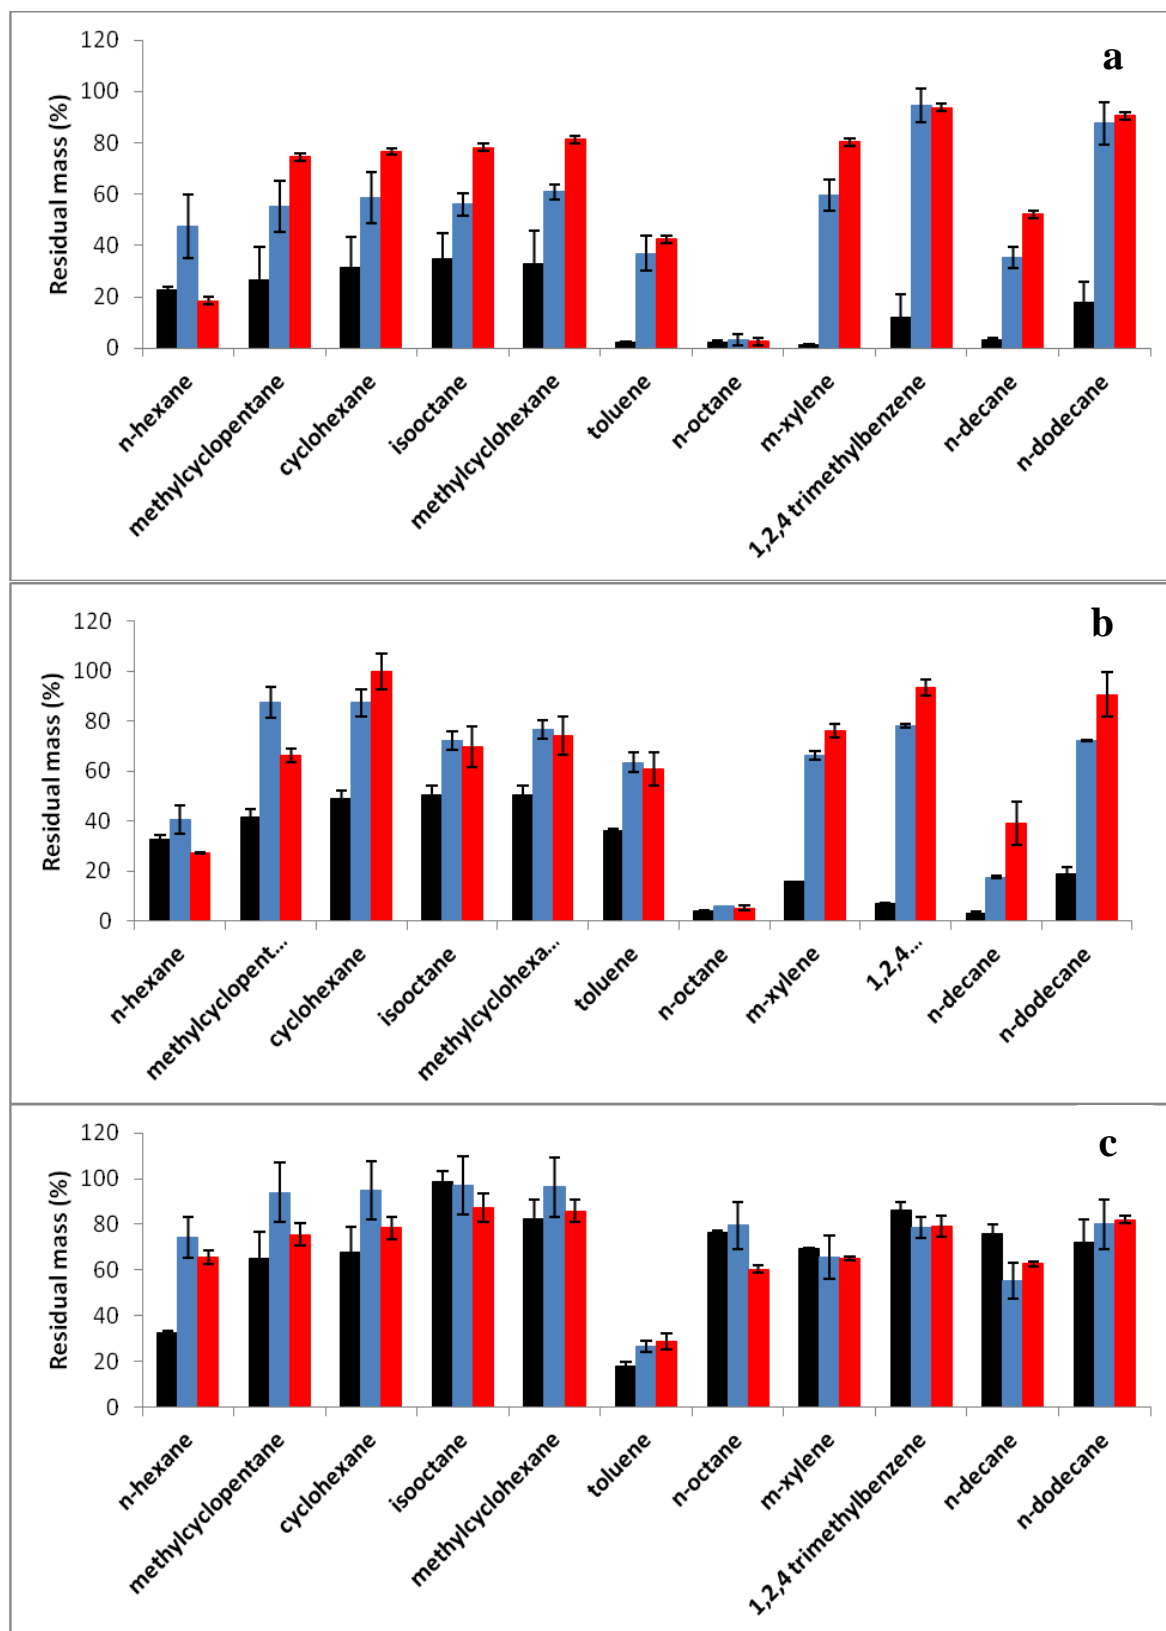 a
Residual mass (%)
120
100
80
60
40
20
0
n-hexane
methylcyclopentane
cyclohexane
isooctane
methylcyclohexane
toluene
n-octane
m-xylene
1,2,4 trimethylbenzene
n-decane
n-dodecane
b
Residual mass (%)
120
100
80
60
40
20
0
n-hexane
methylcyclopent...
cyclohexane
isooctane
methylcyclohexa...
toluene
n-octane
m-xylene
1,2,4...
n-decane
n-dodecane
c
Residual mass (%)
120
100
80
60
40
20
0
n-hexane
methylclopentane
cyclohexane
isooctane
methylcyclohexane
toluene
n-octane
m-xylene
1,2,4 trimethylbenzene
n-decane
n-dodecane